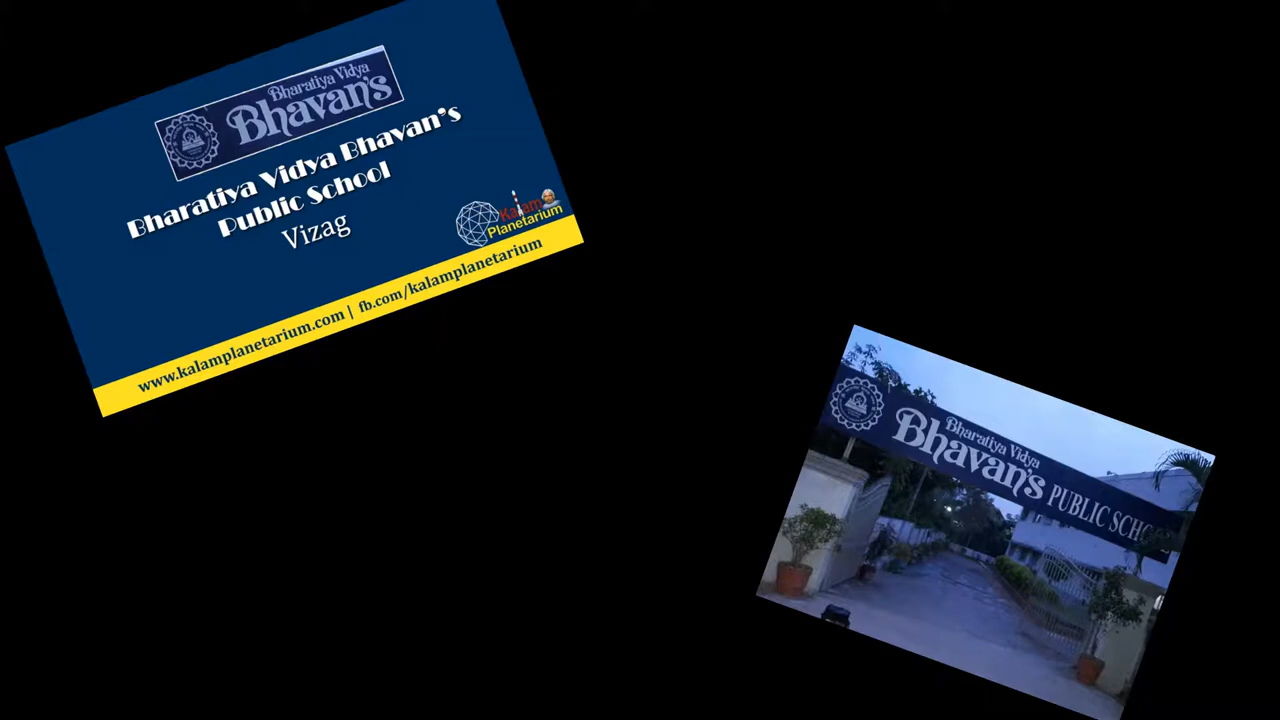 Bharatiya Vidya
Bhavan's
Bharatiya Vidya Bhavan's
Public School
Vizag
Kalam
Planetarium
www.kalamplanetarium.com | fb.com/kalamplanetarium
Bharatiya Vidya
Bhavan's PUBLIC SCHOOL